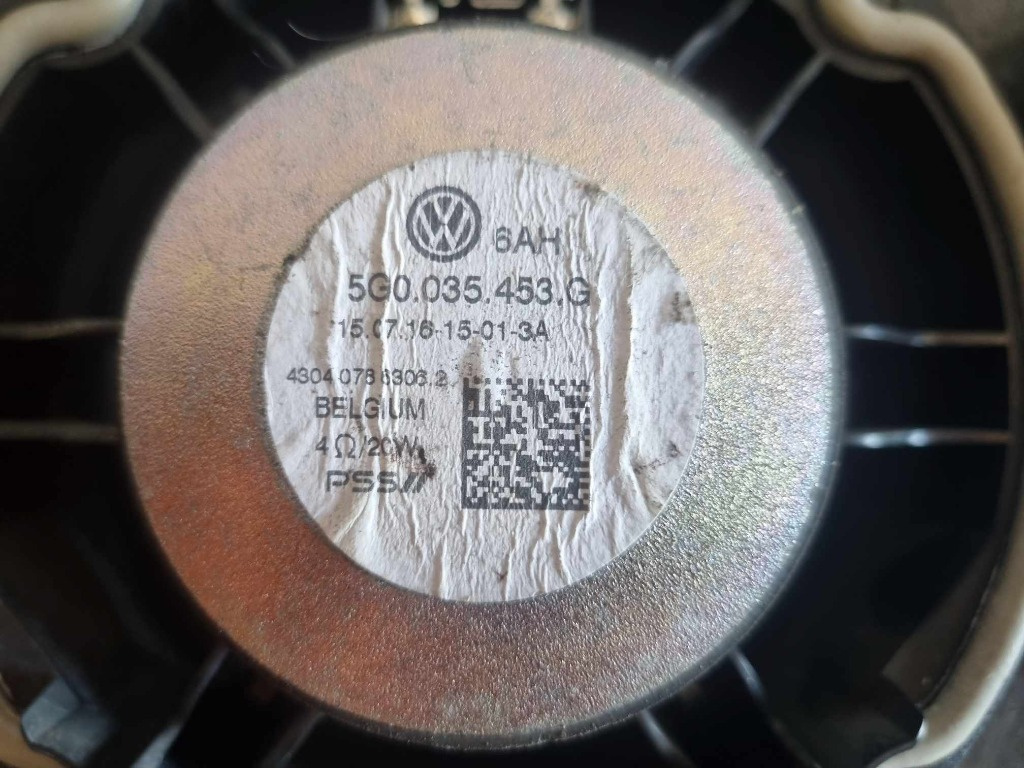 6AH
5G0.035.453.G
15.07.16-15-01-3A
4304 078 6306.2
BELGIUM
4Ω/20W
PSS//